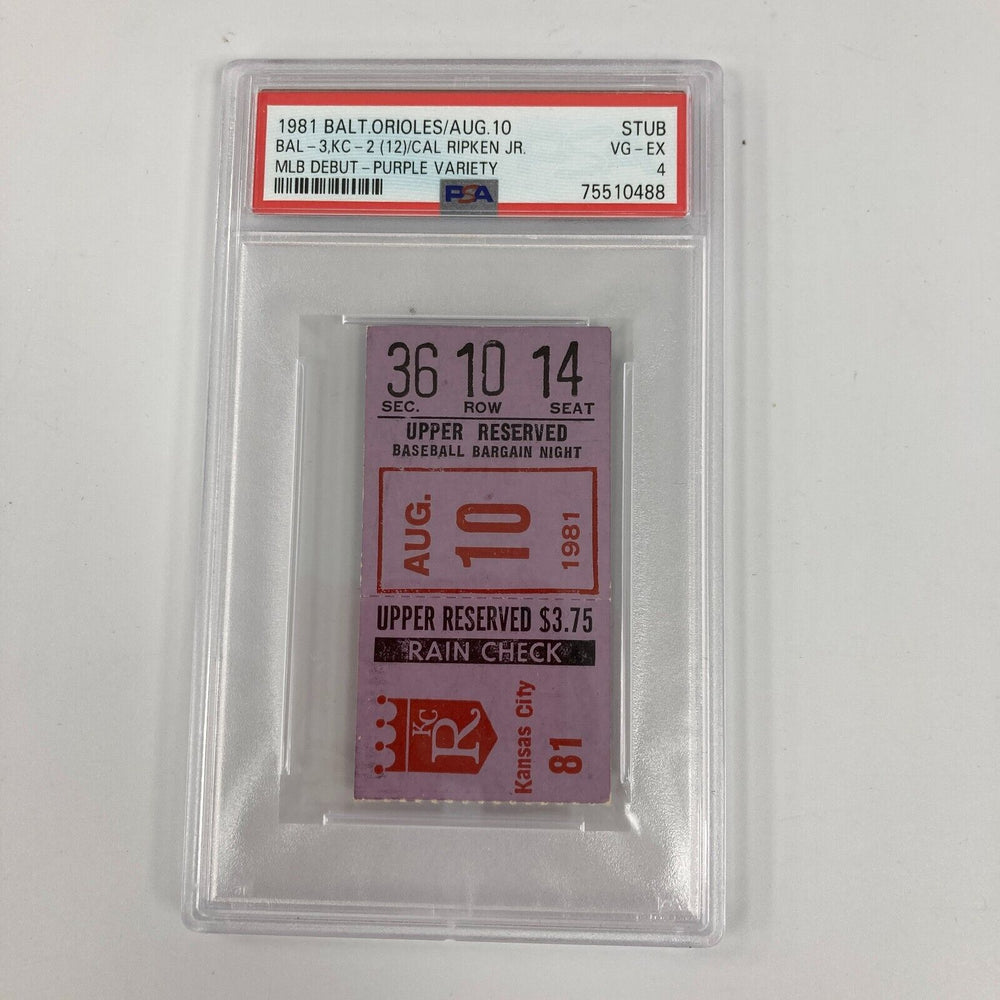 1981 BALT.ORIOLES/AUG.10 STUB
BAL-3,KC-2 (12)/CAL RIPKEN JR. VG-EX
MLB DEBUT-PURPLE VARIETY 4
PSA 75510488
36 10 14
SEC. ROW SEAT
UPPER RESERVED
BASEBALL BARGAIN NIGHT
AUG.
10
1981
UPPER RESERVED $3.75
RAIN CHECK
KC
R
Kansas City
81